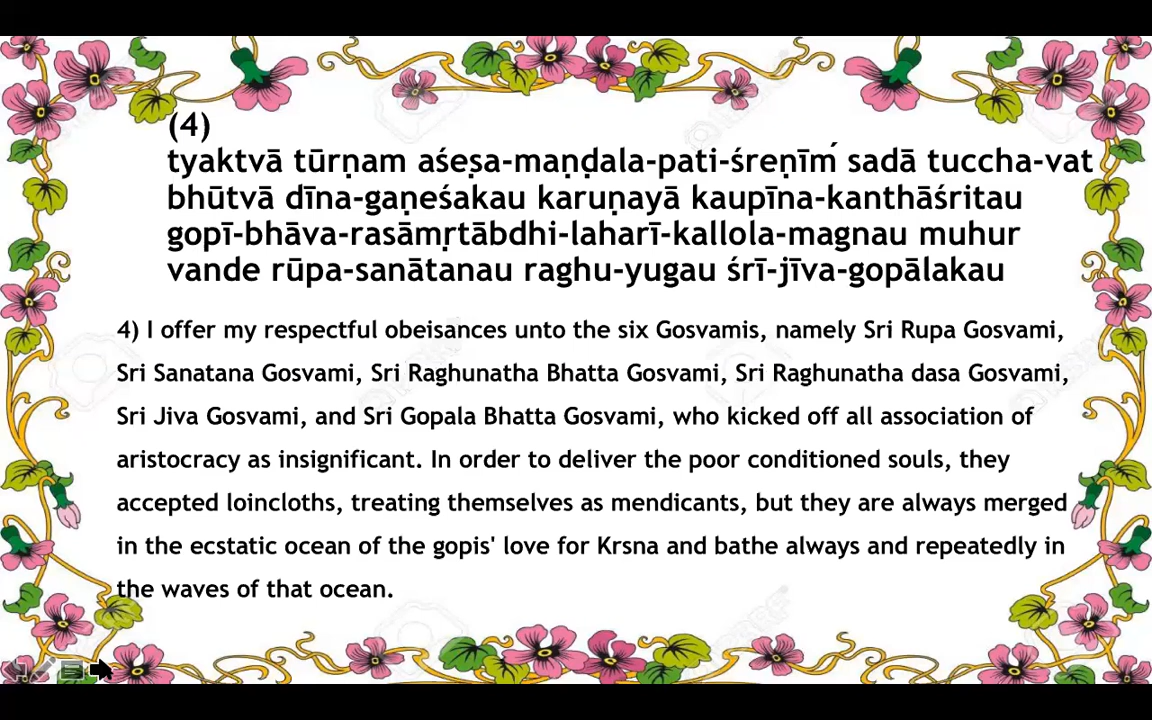 (4)
tyaktvā tūrṇam aśeṣa-maṇḍala-pati-śreṇīḿ sadā tuccha-vat
bhūtvā dīna-gaṇeśakau karuṇayā kaupīna-kanthāśritau
gopī-bhāva-rasāmṛtābdhi-laharī-kallola-magnau muhur
vande rūpa-sanātanau raghu-yugau śrī-jīva-gopālakau
4) I offer my respectful obeisances unto the six Gosvamis, namely Sri Rupa Gosvami,
Sri Sanatana Gosvami, Sri Raghunatha Bhatta Gosvami, Sri Raghunatha dasa Gosvami,
Sri Jiva Gosvami, and Sri Gopala Bhatta Gosvami, who kicked off all association of
aristocracy as insignificant. In order to deliver the poor conditioned souls, they
accepted loincloths, treating themselves as mendicants, but they are always merged
in the ecstatic ocean of the gopis' love for Krsna and bathe always and repeatedly in
the waves of that ocean.